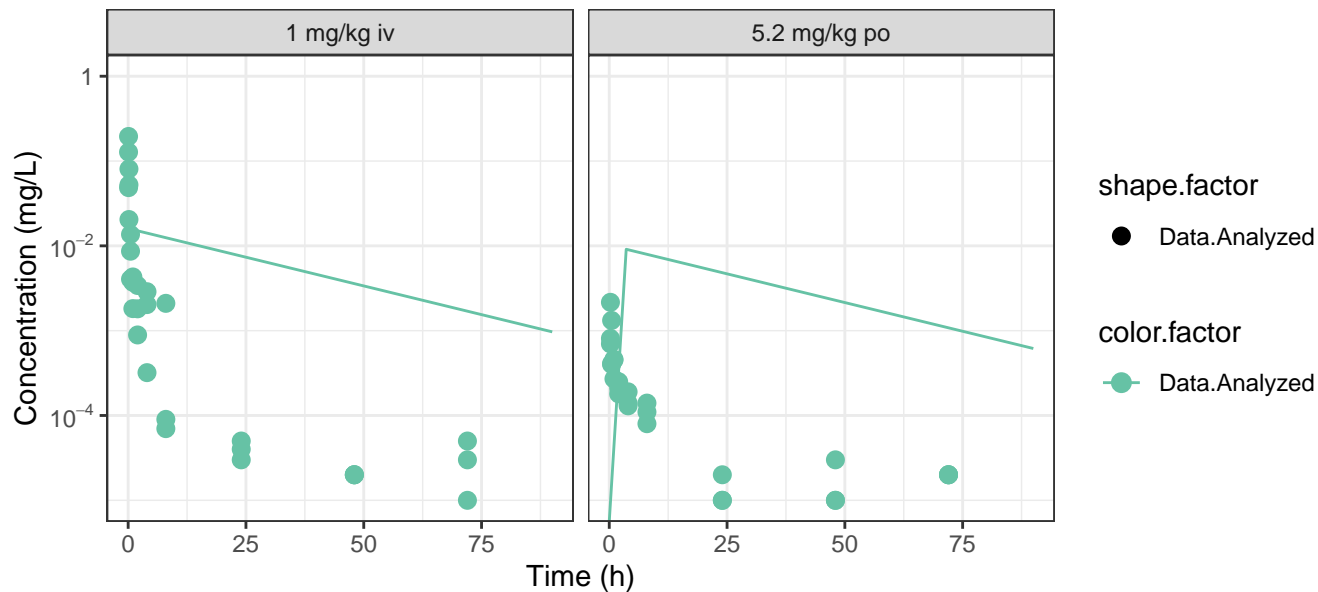 1 mg/kg iv
5.2 mg/kg po
Concentration (mg/L)
1
10−2
10−4
0 25 50 75
0 25 50 75
Time (h)
shape.factor
Data.Analyzed
color.factor
Data.Analyzed